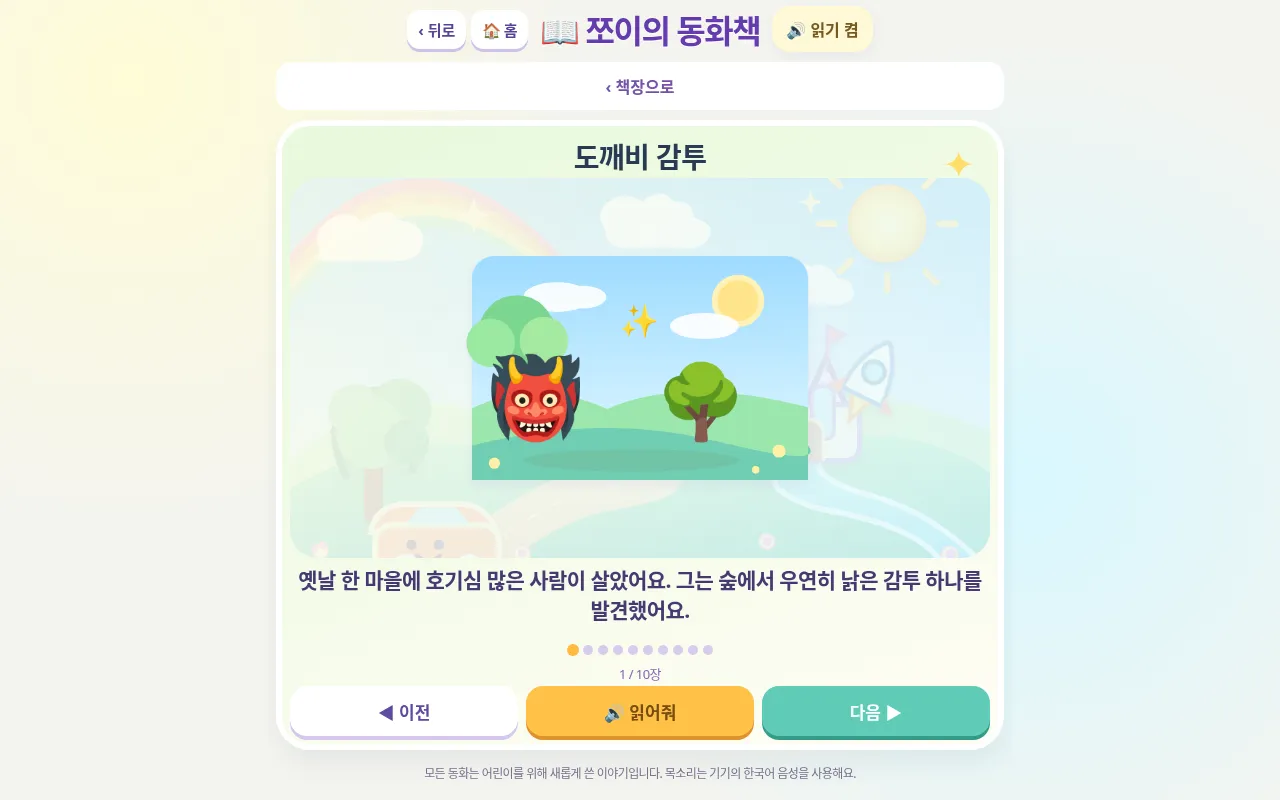 ‹ 뒤로
🏠 홈
📖 쪼이의 동화책
🔊 읽기 켬
‹ 책장으로
도깨비 감투
옛날 한 마을에 호기심 많은 사람이 살았어요. 그는 숲에서 우연히 낡은 감투 하나를
발견했어요.
1 / 10장
◀ 이전
🔊 읽어줘
다음 ▶
모든 동화는 어린이를 위해 새롭게 쓴 이야기입니다. 목소리는 기기의 한국어 음성을 사용해요.